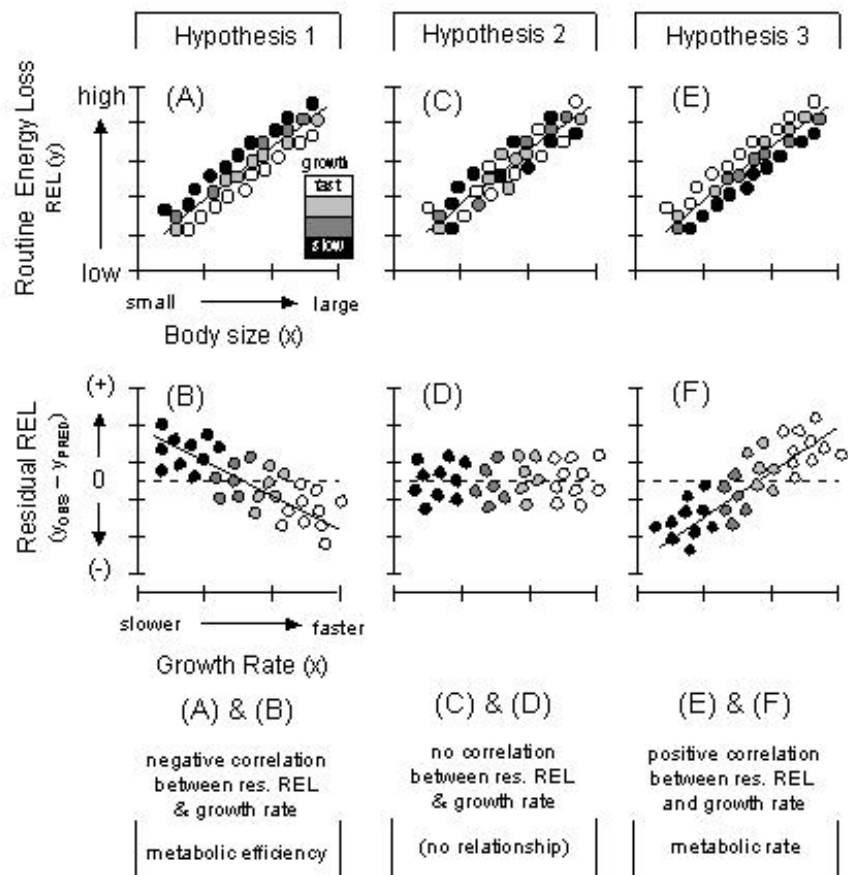 Hypothesis 1
Hypothesis 2
Hypothesis 3
Routine Energy Loss
REL (y)
high
low
(A)
growth
fast
slow
(C)
(E)
small
large
Body size (x)
Residual REL
(yOBS – yPRED)
(+)
0
(-)
(B)
(D)
(F)
slower
faster
Growth Rate (x)
(A) & (B)
negative correlation
between res. REL
& growth rate
metabolic efficiency
(C) & (D)
no correlation
between res. REL
& growth rate
(no relationship)
(E) & (F)
positive correlation
between res. REL
and growth rate
metabolic rate